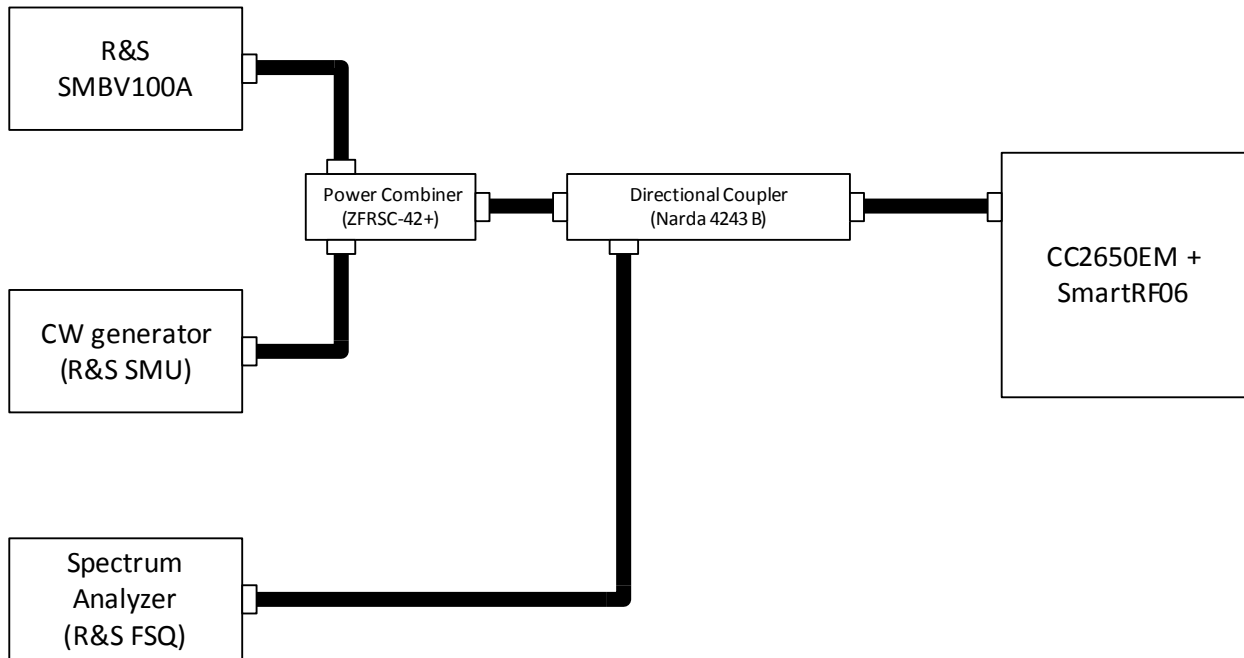 R&S
SMBV100A
Power Combiner
(ZFRSC-42+)
Directional Coupler
(Narda 4243 B)
CC2650EM +
SmartRF06
CW generator
(R&S SMU)
Spectrum
Analyzer
(R&S FSQ)